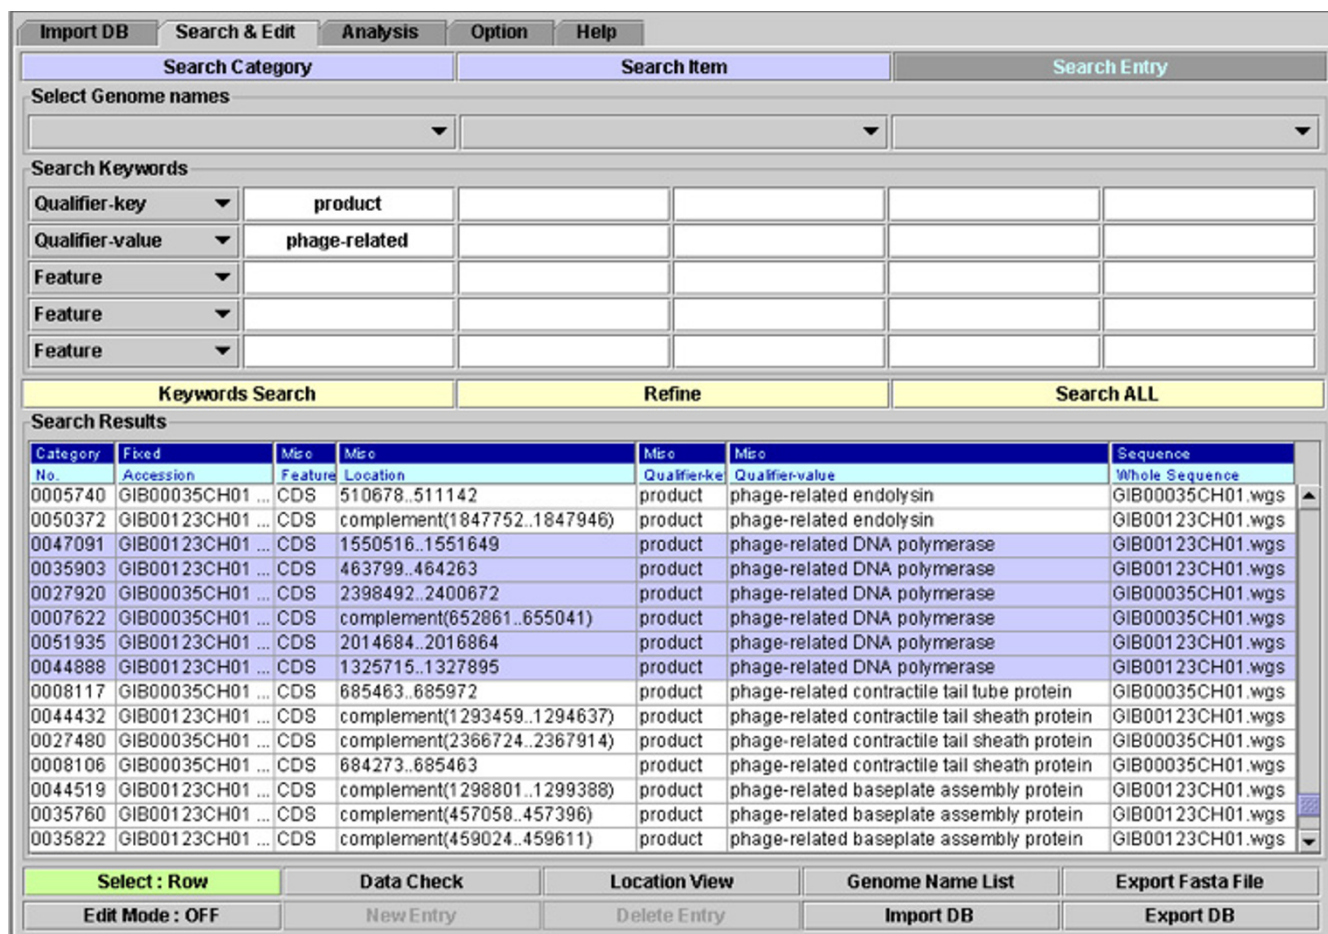 Import DB Search & Edit Analysis Option Help
Search Category Search Item Search Entry
Select Genome names
Search Keywords
Qualifier-key product
Qualifier-value phage-related
Feature
Feature
Feature
Keywords Search Refine Search ALL
Search Results
Category Fixed Misc Misc Misc Misc Sequence
No. Accession Feature Location Qualifier-ke Qualifier-value Whole Sequence
0005740 GIB00035CH01 ... CDS 510678..511142 product phage-related endolysin GIB00035CH01.wgs
0050372 GIB00123CH01 ... CDS complement(1847752..1847946) product phage-related endolysin GIB00123CH01.wgs
0047091 GIB00123CH01 ... CDS 1550516..1551649 product phage-related DNA polymerase GIB00123CH01.wgs
0035903 GIB00123CH01 ... CDS 463799..464263 product phage-related DNA polymerase GIB00123CH01.wgs
0027920 GIB00035CH01 ... CDS 2398492..2400672 product phage-related DNA polymerase GIB00035CH01.wgs
0007622 GIB00035CH01 ... CDS complement(652861..655041) product phage-related DNA polymerase GIB00035CH01.wgs
0051935 GIB00123CH01 ... CDS 2014684..2016864 product phage-related DNA polymerase GIB00123CH01.wgs
0044888 GIB00123CH01 ... CDS 1325715..1327895 product phage-related DNA polymerase GIB00123CH01.wgs
0008117 GIB00035CH01 ... CDS 685463..685972 product phage-related contractile tail tube protein GIB00035CH01.wgs
0044432 GIB00123CH01 ... CDS complement(1293459..1294637) product phage-related contractile tail sheath protein GIB00123CH01.wgs
0027480 GIB00035CH01 ... CDS complement(2366724..2367914) product phage-related contractile tail sheath protein GIB00035CH01.wgs
0008106 GIB00035CH01 ... CDS 684273..685463 product phage-related contractile tail sheath protein GIB00035CH01.wgs
0044519 GIB00123CH01 ... CDS complement(1298801..1299388) product phage-related baseplate assembly protein GIB00123CH01.wgs
0035760 GIB00123CH01 ... CDS complement(457058..457396) product phage-related baseplate assembly protein GIB00123CH01.wgs
0035822 GIB00123CH01 ... CDS complement(459024..459611) product phage-related baseplate assembly protein GIB00123CH01.wgs
Select : Row Data Check Location View Genome Name List Export Fasta File
Edit Mode : OFF New Entry Delete Entry Import DB Export DB